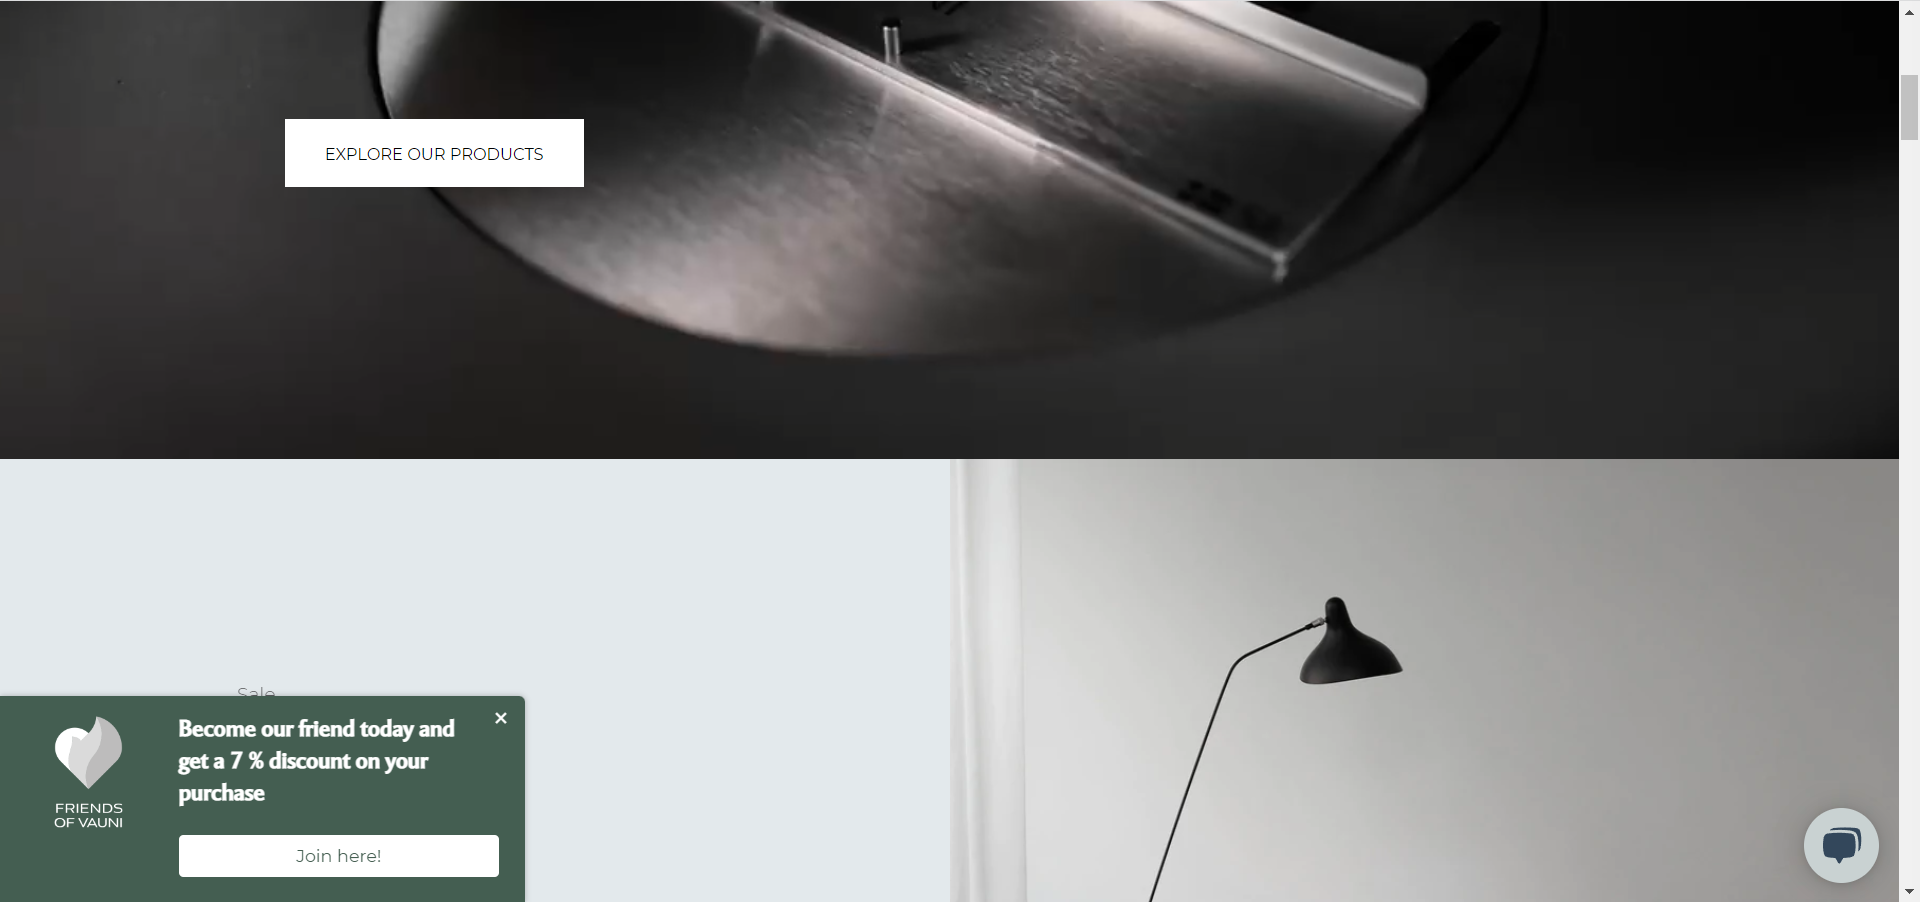 EXPLORE OUR PRODUCTS
Sale
Become our friend today and
get a 7 % discount on your
purchase
FRIENDS
OF VAUNI
Join here!